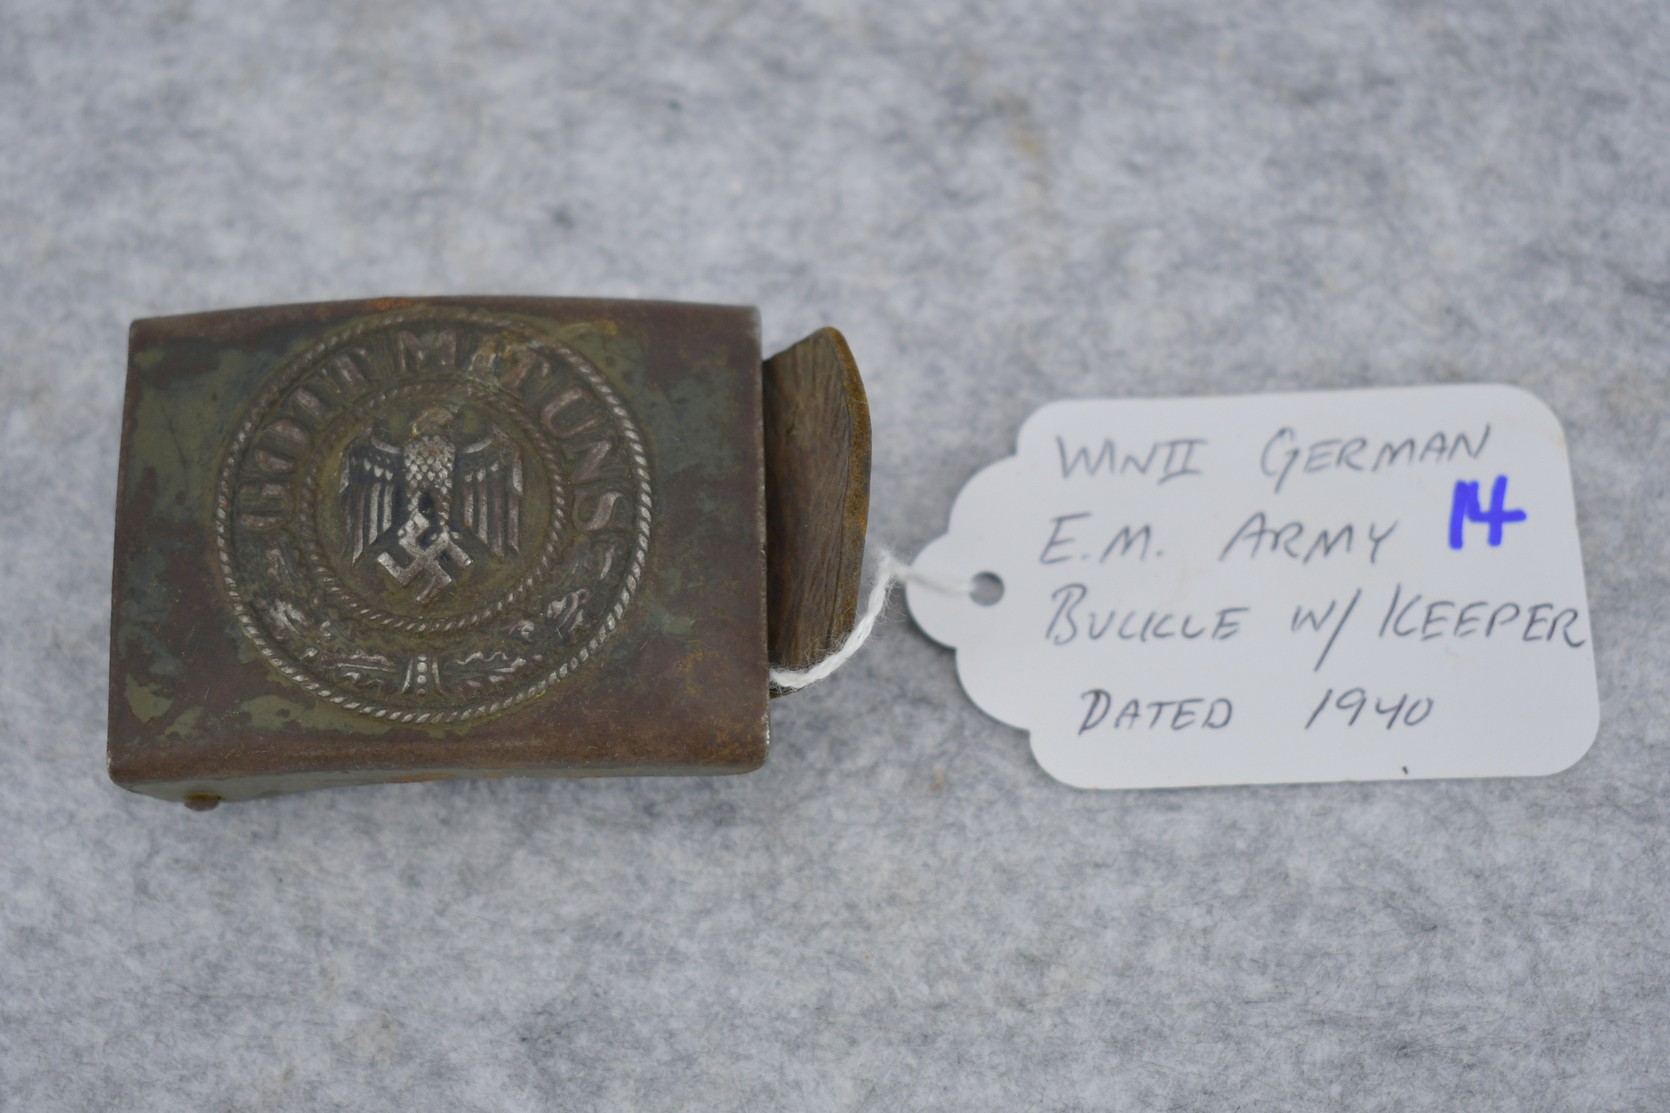 GOTT MIT UNS
WWII GERMAN
E.M. ARMY 14
BUCKLE W/ KEEPER
DATED 1940